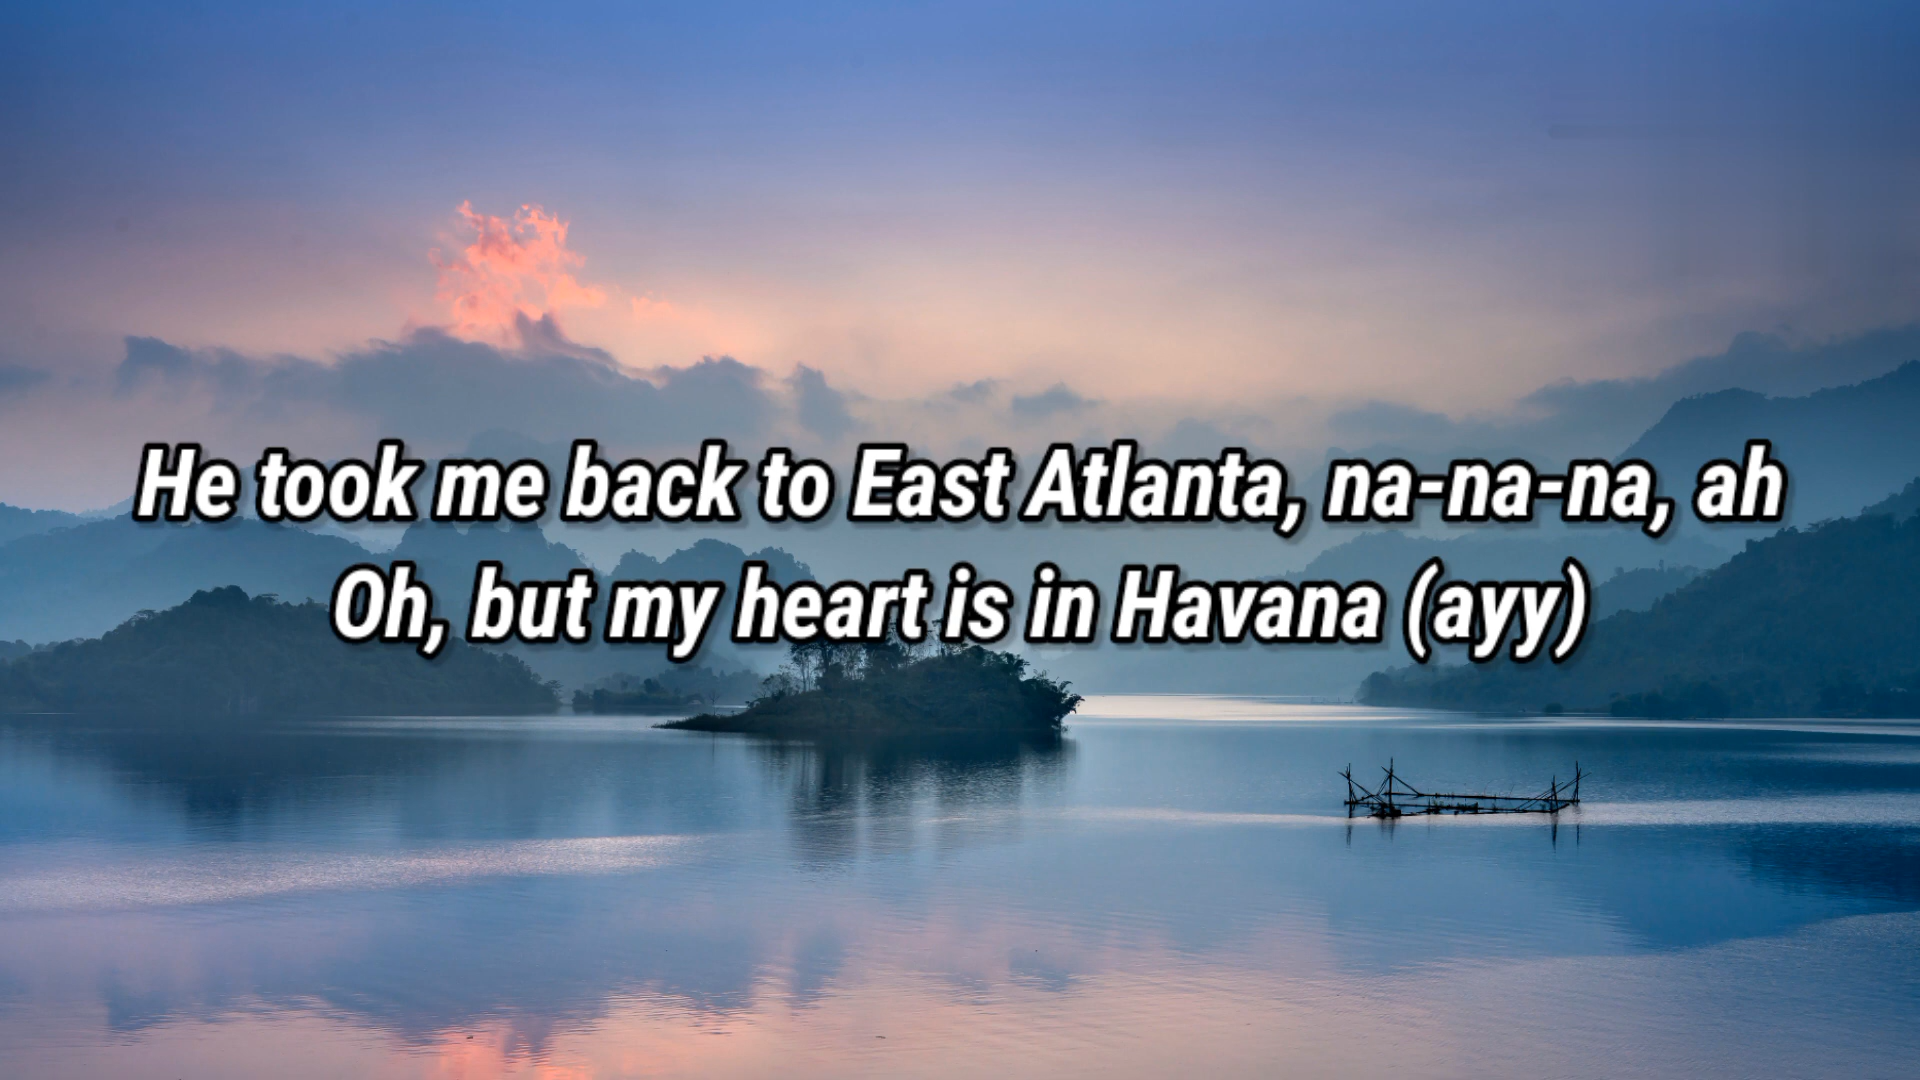 He took me back to East Atlanta, na-na-na, ah
Oh, but my heart is in Havana (ayy)